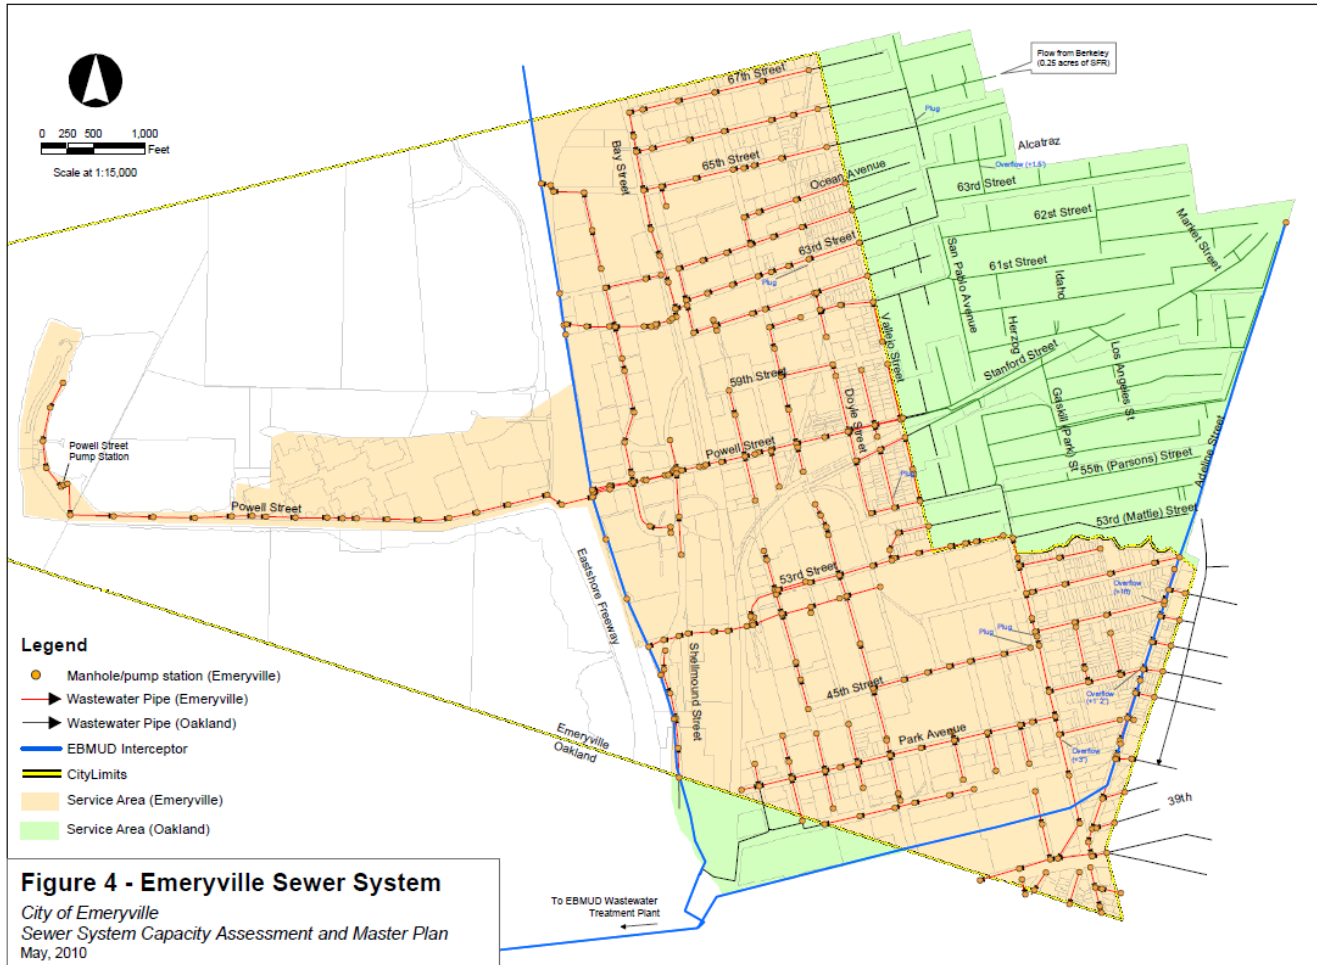 Flow from Berkeley
(0.25 acres of SFR)
67th Street
Plug
0 250 500 1,000
Feet
Scale at 1:15,000
Bay Street
65th Street
Alcatraz
Overflow (+1.5')
Ocean Avenue
63rd Street
62st Street
Market Street
63rd Street
San Pablo Avenue
61st Street
Idaho
Plug
Vallejo Street
Herzog
Stanford Street
Los Angeles St
59th Street
Doyle Street
Gaskill (Park) St
Powell Street
Pump Station
Powell Street
55th (Parsons) Street
Adeline Street
Plug
Powell Street
53rd (Mattie) Street
Eastshore Freeway
53rd Street
Overflow
Plug
Plug
Legend
Manhole/pump station (Emeryville)
Wastewater Pipe (Emeryville)
Wastewater Pipe (Oakland)
EBMUD Interceptor
CityLimits
Service Area (Emeryville)
Service Area (Oakland)
Shellmound Street
45th Street
Overflow
(+1' 2")
Emeryville
Oakland
Park Avenue
Overflow
(+3")
39th
Figure 4 - Emeryville Sewer System
City of Emeryville
Sewer System Capacity Assessment and Master Plan
May, 2010
To EBMUD Wastewater
Treatment Plant